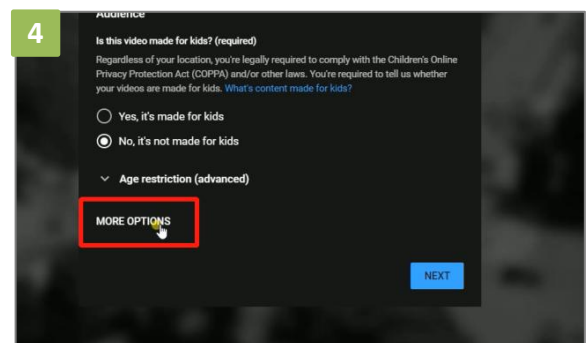 4
Audience
Is this video made for kids? (required)
Regardless of your location, you're legally required to comply with the Children's Online
Privacy Protection Act (COPPA) and/or other laws. You're required to tell us whether
your videos are made for kids. What's content made for kids?
Yes, it's made for kids
No, it's not made for kids
Age restriction (advanced)
MORE OPTIONS
NEXT